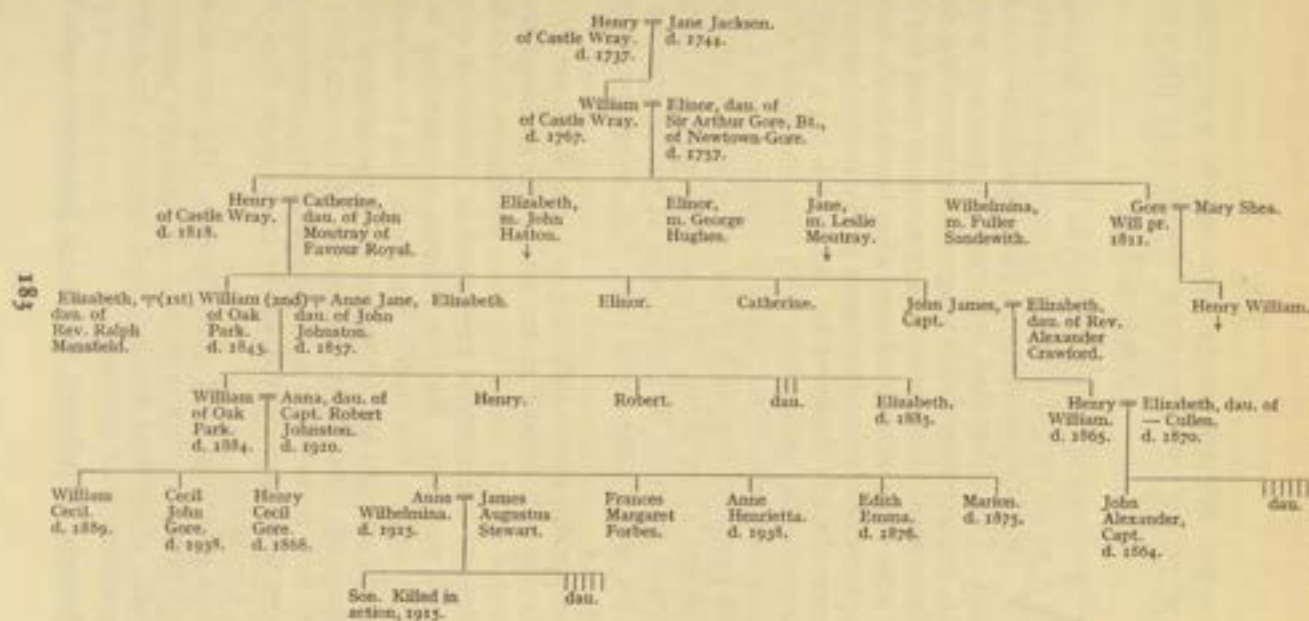 Henry
of Castle Wray.
d. 1737.
Jane Jackson.
d. 1744.
William
of Castle Wray.
d. 1767.
Elinor, dau. of
Sir Arthur Gore, Bt.,
of Newtown-Gore.
d. 1757.
Henry
of Castle Wray.
d. 1818.
Catherine,
dau. of John
Moutray of
Favour Royal.
Elizabeth,
m. John
Hatton.
Elinor,
m. George
Hughes.
Jane,
m. Leslie
Moutray.
Wilhelmina,
m. Fuller
Sandewith.
Gore
Will pr.
1811.
Mary Shea.
183
Elizabeth,
dau. of
Rev. Ralph
Mansfield.
(1st) William (2nd)
of Oak
Park.
d. 1843.
Anne Jane,
dau. of John
Johnston.
d. 1857.
Elizabeth.
Elinor.
Catherine.
John James,
Capt.
Elizabeth,
dau. of Rev.
Alexander
Crawford.
Henry William.
William
of Oak
Park.
d. 1884.
Anna, dau. of
Capt. Robert
Johnston.
d. 1920.
Henry.
Robert.
dau.
Elizabeth,
d. 1885.
Henry
William.
d. 1865.
Elizabeth, dau. of
— Cullen.
d. 1870.
William
Cecil.
d. 1889.
Cecil
John
Gore.
d. 1938.
Henry
Cecil
Gore.
d. 1868.
Anne
Wilhelmina.
d. 1925.
James
Augustus
Stewart.
Frances
Margaret
Forbes.
Anne
Henrietta.
d. 1938.
Edith
Emma.
d. 1876.
Marion.
d. 1875.
John
Alexander,
Capt.
d. 1864.
dau.
Son. Killed in
action, 1915.
dau.